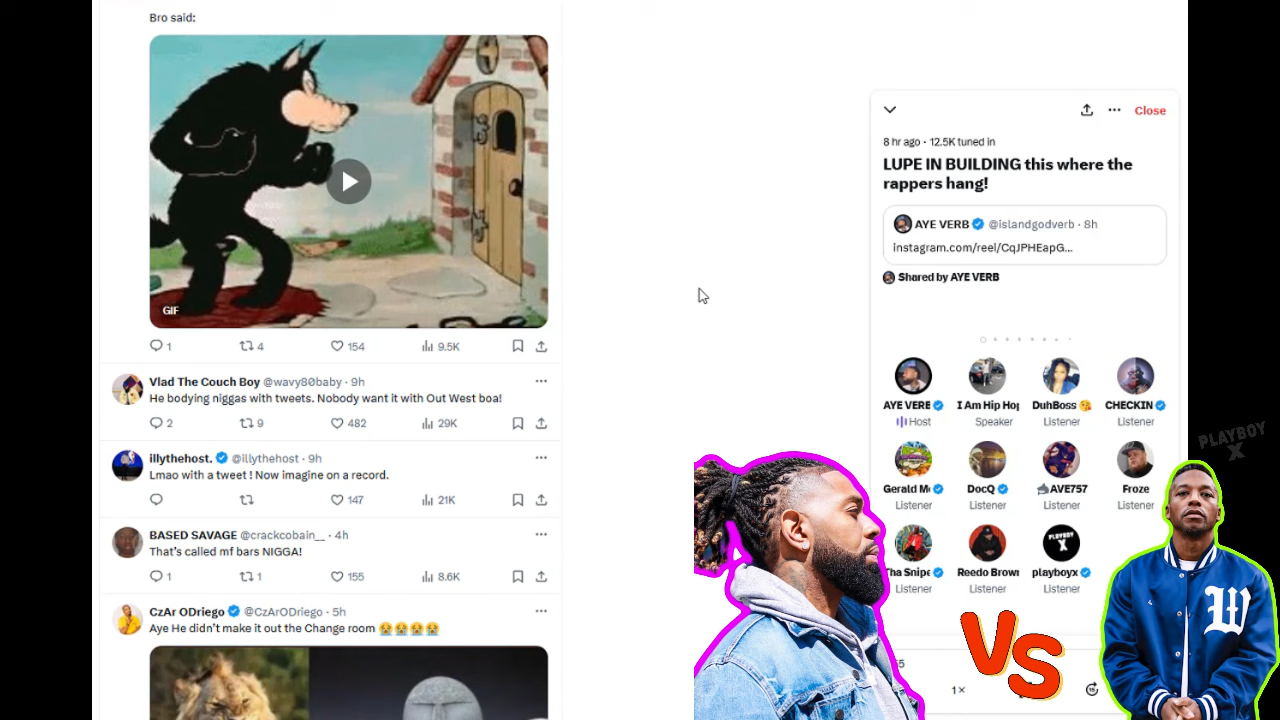 Bro said:
GIF
1 4 154 9.5K
Vlad The Couch Boy @wavy80baby · 9h
He bodying niggas with tweets. Nobody want it with Out West boa!
2 9 482 29K
illythehost. @illythehost · 9h
Lmao with a tweet ! Now imagine on a record.
147 21K
BASED SAVAGE @crackcobain__ · 4h
That's called mf bars NIGGA!
1 1 155 8.6K
CzAr ODriego @CzArODriego · 5h
Aye He didn't make it out the Change room 😭😭😭😭
Close
8 hr ago · 12.5K tuned in
LUPE IN BUILDING this where the
rappers hang!
AYE VERB @islandgodverb · 8h
instagram.com/reel/CqJPHEapG...
Shared by AYE VERB
AYE VERB I Am Hip Hop DuhBoss 😘 CHECKIN
Host Speaker Listener Listener
Gerald Mc DocQ AVE757 Froze
Listener Listener Listener Listener
Tha Snipe Reedo Brown playboyx
Listener Listener Listener
VS
5
1×
15
W
PLAYBOY
X
PLAYBOY
X